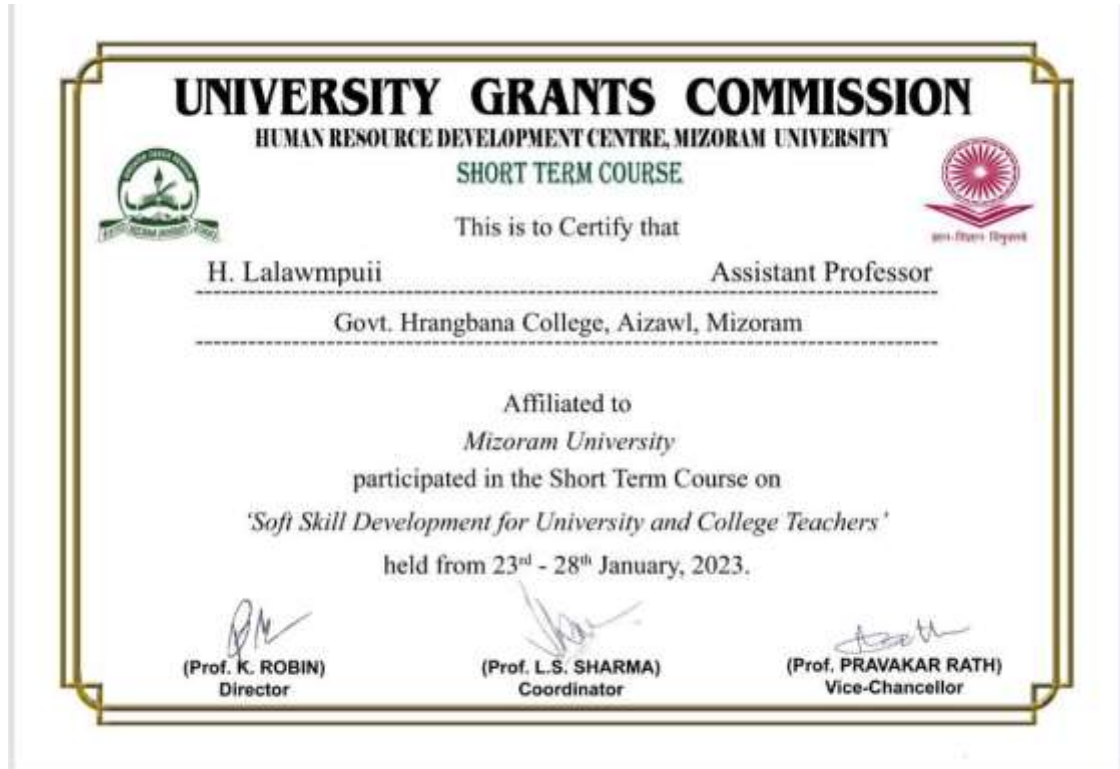 UNIVERSITY GRANTS COMMISSION
HUMAN RESOURCE DEVELOPMENT CENTRE, MIZORAM UNIVERSITY
SHORT TERM COURSE
This is to Certify that
H. Lalawmpuii Assistant Professor
Govt. Hrangbana College, Aizawl, Mizoram
Affiliated to
Mizoram University
participated in the Short Term Course on
‘Soft Skill Development for University and College Teachers’
held from 23rd - 28th January, 2023.
(Prof. K. ROBIN) (Prof. L.S. SHARMA) (Prof. PRAVAKAR RATH)
Director Coordinator Vice-Chancellor